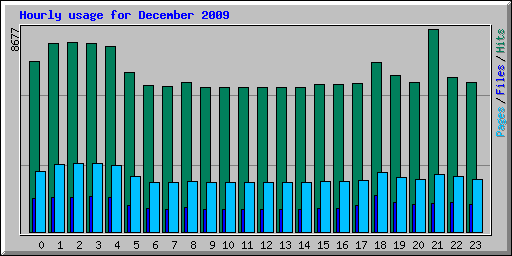 Hourly usage for December 2009
8677
Pages/Files/Hits
0 1 2 3 4 5 6 7 8 9 10 11 12 13 14 15 16 17 18 19 20 21 22 23